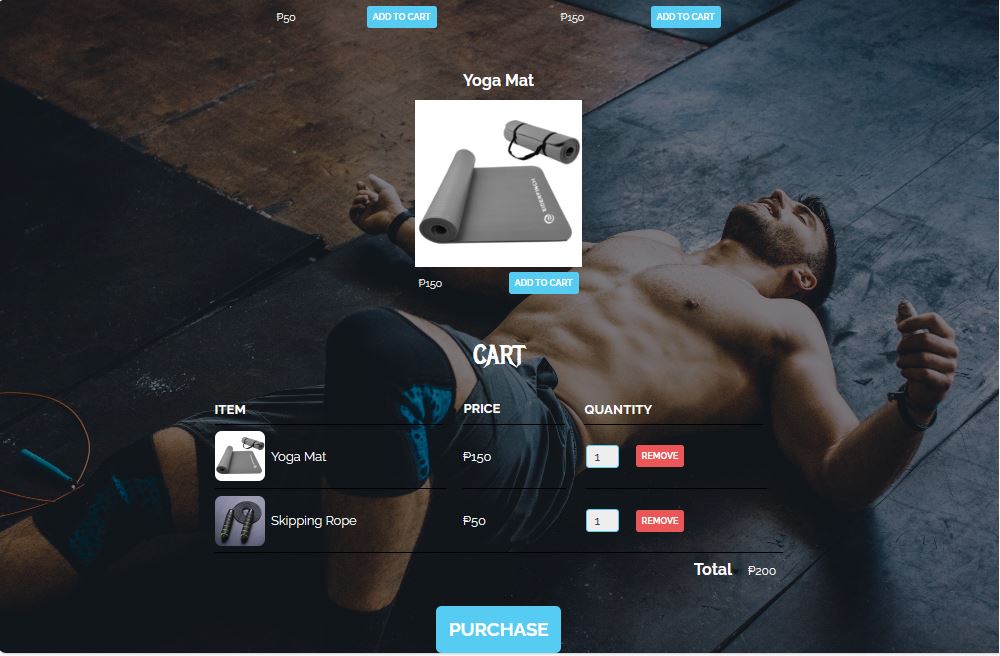 ₱50 ADD TO CART ₱150 ADD TO CART
Yoga Mat
₱150 ADD TO CART
CART
ITEM PRICE QUANTITY
Yoga Mat ₱150 1 REMOVE
Skipping Rope ₱50 1 REMOVE
Total ₱200
PURCHASE